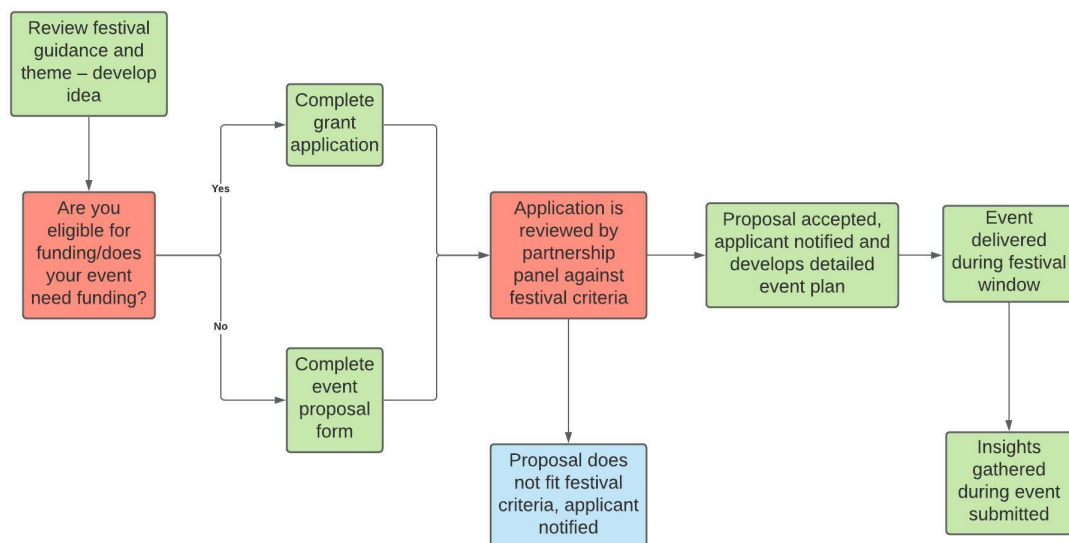 Review festival
guidance and
theme – develop
idea
Are you
eligible for
funding/does
your event
need funding?
Yes
No
Complete
grant
application
Complete
event
proposal
form
Application is
reviewed by
partnership
panel against
festival criteria
Proposal does
not fit festival
criteria, applicant
notified
Proposal accepted,
applicant notified and
develops detailed
event plan
Event
delivered
during festival
window
Insights
gathered
during event
submitted